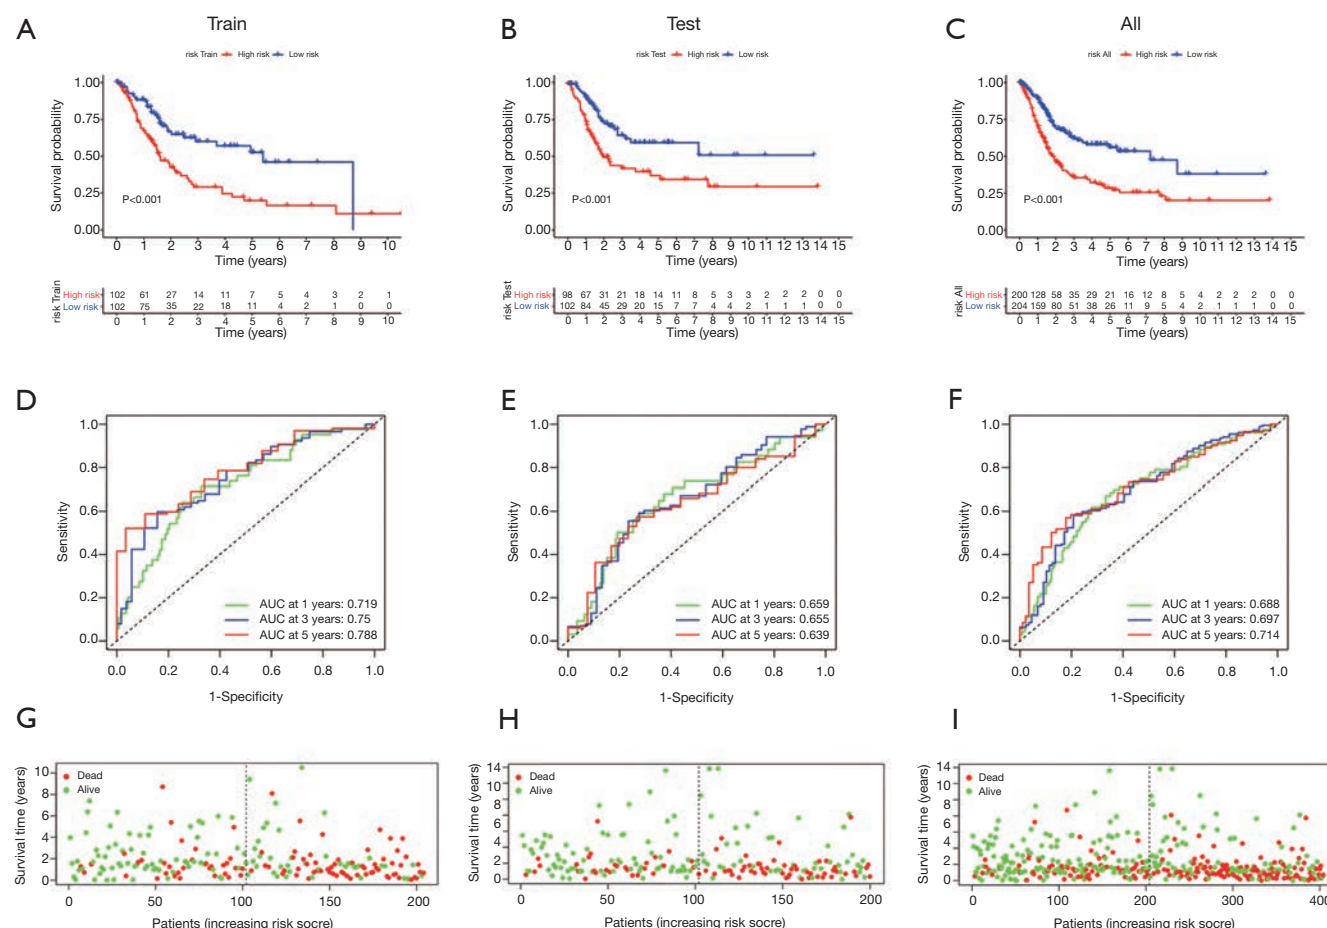 A Train
risk Train High risk Low risk
Survival probability
1.00
0.75
0.50
0.25
0.00
P<0.001
0 1 2 3 4 5 6 7 8 9 10
Time (years)
risk Train
High risk 102 61 27 14 11 7 5 4 3 2 1
Low risk 102 75 35 22 18 11 4 2 1 0 0
0 1 2 3 4 5 6 7 8 9 10
Time (years)
B Test
risk Test High risk Low risk
Survival probability
1.00
0.75
0.50
0.25
0.00
P<0.001
0 1 2 3 4 5 6 7 8 9 10 11 12 13 14 15
Time (years)
risk Test
High risk 98 67 31 21 18 14 11 8 5 3 3 2 2 2 0 0
Low risk 102 84 45 29 20 15 7 7 4 4 2 1 1 1 0 0
0 1 2 3 4 5 6 7 8 9 10 11 12 13 14 15
Time (years)
C All
risk All High risk Low risk
Survival probability
1.00
0.75
0.50
0.25
0.00
P<0.001
0 1 2 3 4 5 6 7 8 9 10 11 12 13 14 15
Time (years)
risk All
High risk 200 128 58 35 29 21 16 12 8 5 4 2 2 2 0 0
Low risk 204 159 80 51 38 26 11 9 5 4 2 1 1 1 0 0
0 1 2 3 4 5 6 7 8 9 10 11 12 13 14 15
Time (years)
D
Sensitivity
1.0
0.8
0.6
0.4
0.2
0.0
AUC at 1 years: 0.719
AUC at 3 years: 0.75
AUC at 5 years: 0.788
0.0 0.2 0.4 0.6 0.8 1.0
1-Specificity
E
Sensitivity
1.0
0.8
0.6
0.4
0.2
0.0
AUC at 1 years: 0.659
AUC at 3 years: 0.655
AUC at 5 years: 0.639
0.0 0.2 0.4 0.6 0.8 1.0
1-Specificity
F
Sensitivity
1.0
0.8
0.6
0.4
0.2
0.0
AUC at 1 years: 0.688
AUC at 3 years: 0.697
AUC at 5 years: 0.714
0.0 0.2 0.4 0.6 0.8 1.0
1-Specificity
G
Survival time (years)
10
8
6
4
2
0
Dead
Alive
0 50 100 150 200
Patients (increasing risk socre)
H
Survival time (years)
14
12
10
8
6
4
2
0
Dead
Alive
0 50 100 150 200
Patients (increasing risk socre)
I
Survival time (years)
14
12
10
8
6
4
2
0
Dead
Alive
0 100 200 300 400
Patients (increasing risk socre)